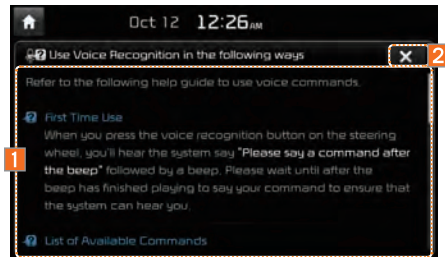 Oct 12 12:26AM
Use Voice Recognition in the following ways
X
2
Refer to the following help guide to use voice commands.
First Time Use
When you press the voice recognition button on the steering
1
wheel, you'll hear the system say "Please say a command after
the beep" followed by a beep. Please wait until after the
beep has finished playing to say your command to ensure that
the system can hear you.
List of Available Commands